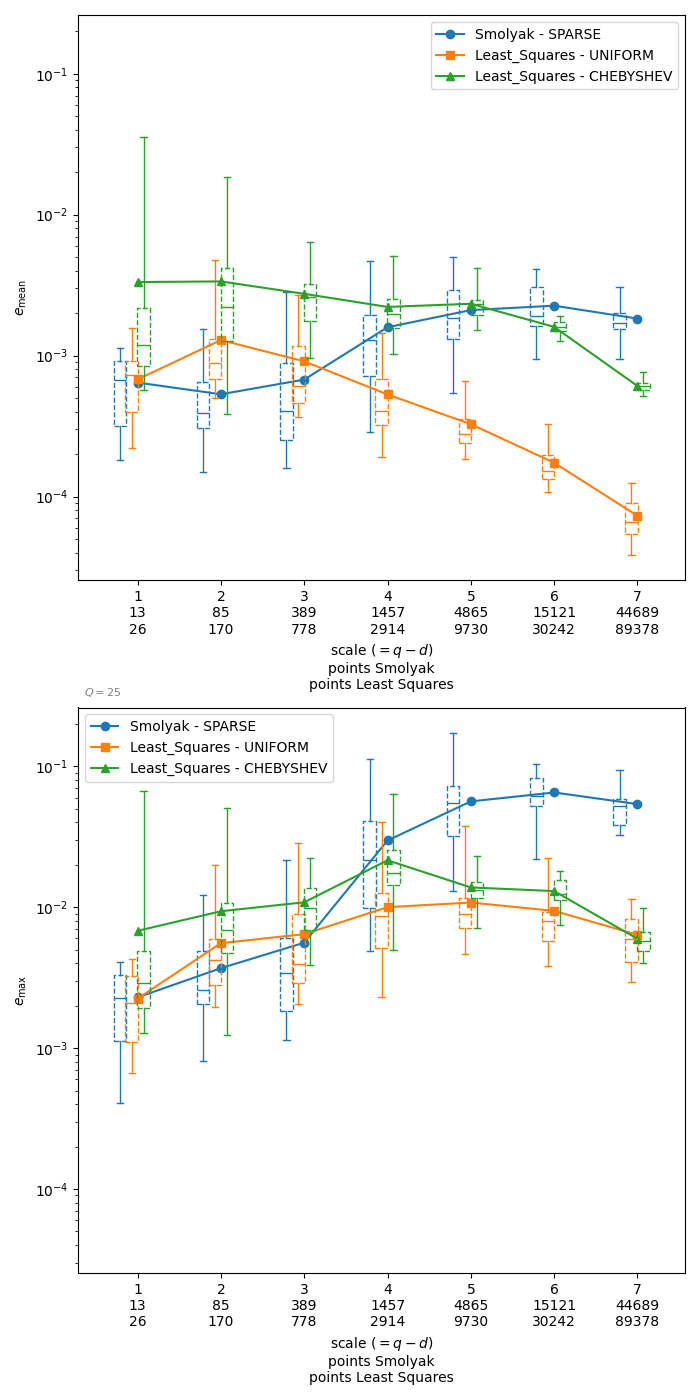 Smolyak - SPARSE
Least_Squares - UNIFORM
Least_Squares - CHEBYSHEV
10⁻¹
10⁻²
10⁻³
10⁻⁴
e_mean
1 2 3 4 5 6 7
13 85 389 1457 4865 15121 44689
26 170 778 2914 9730 30242 89378
scale (= q − d)
points Smolyak
points Least Squares
Q = 25
Smolyak - SPARSE
Least_Squares - UNIFORM
Least_Squares - CHEBYSHEV
10⁻¹
10⁻²
10⁻³
10⁻⁴
e_max
1 2 3 4 5 6 7
13 85 389 1457 4865 15121 44689
26 170 778 2914 9730 30242 89378
scale (= q − d)
points Smolyak
points Least Squares